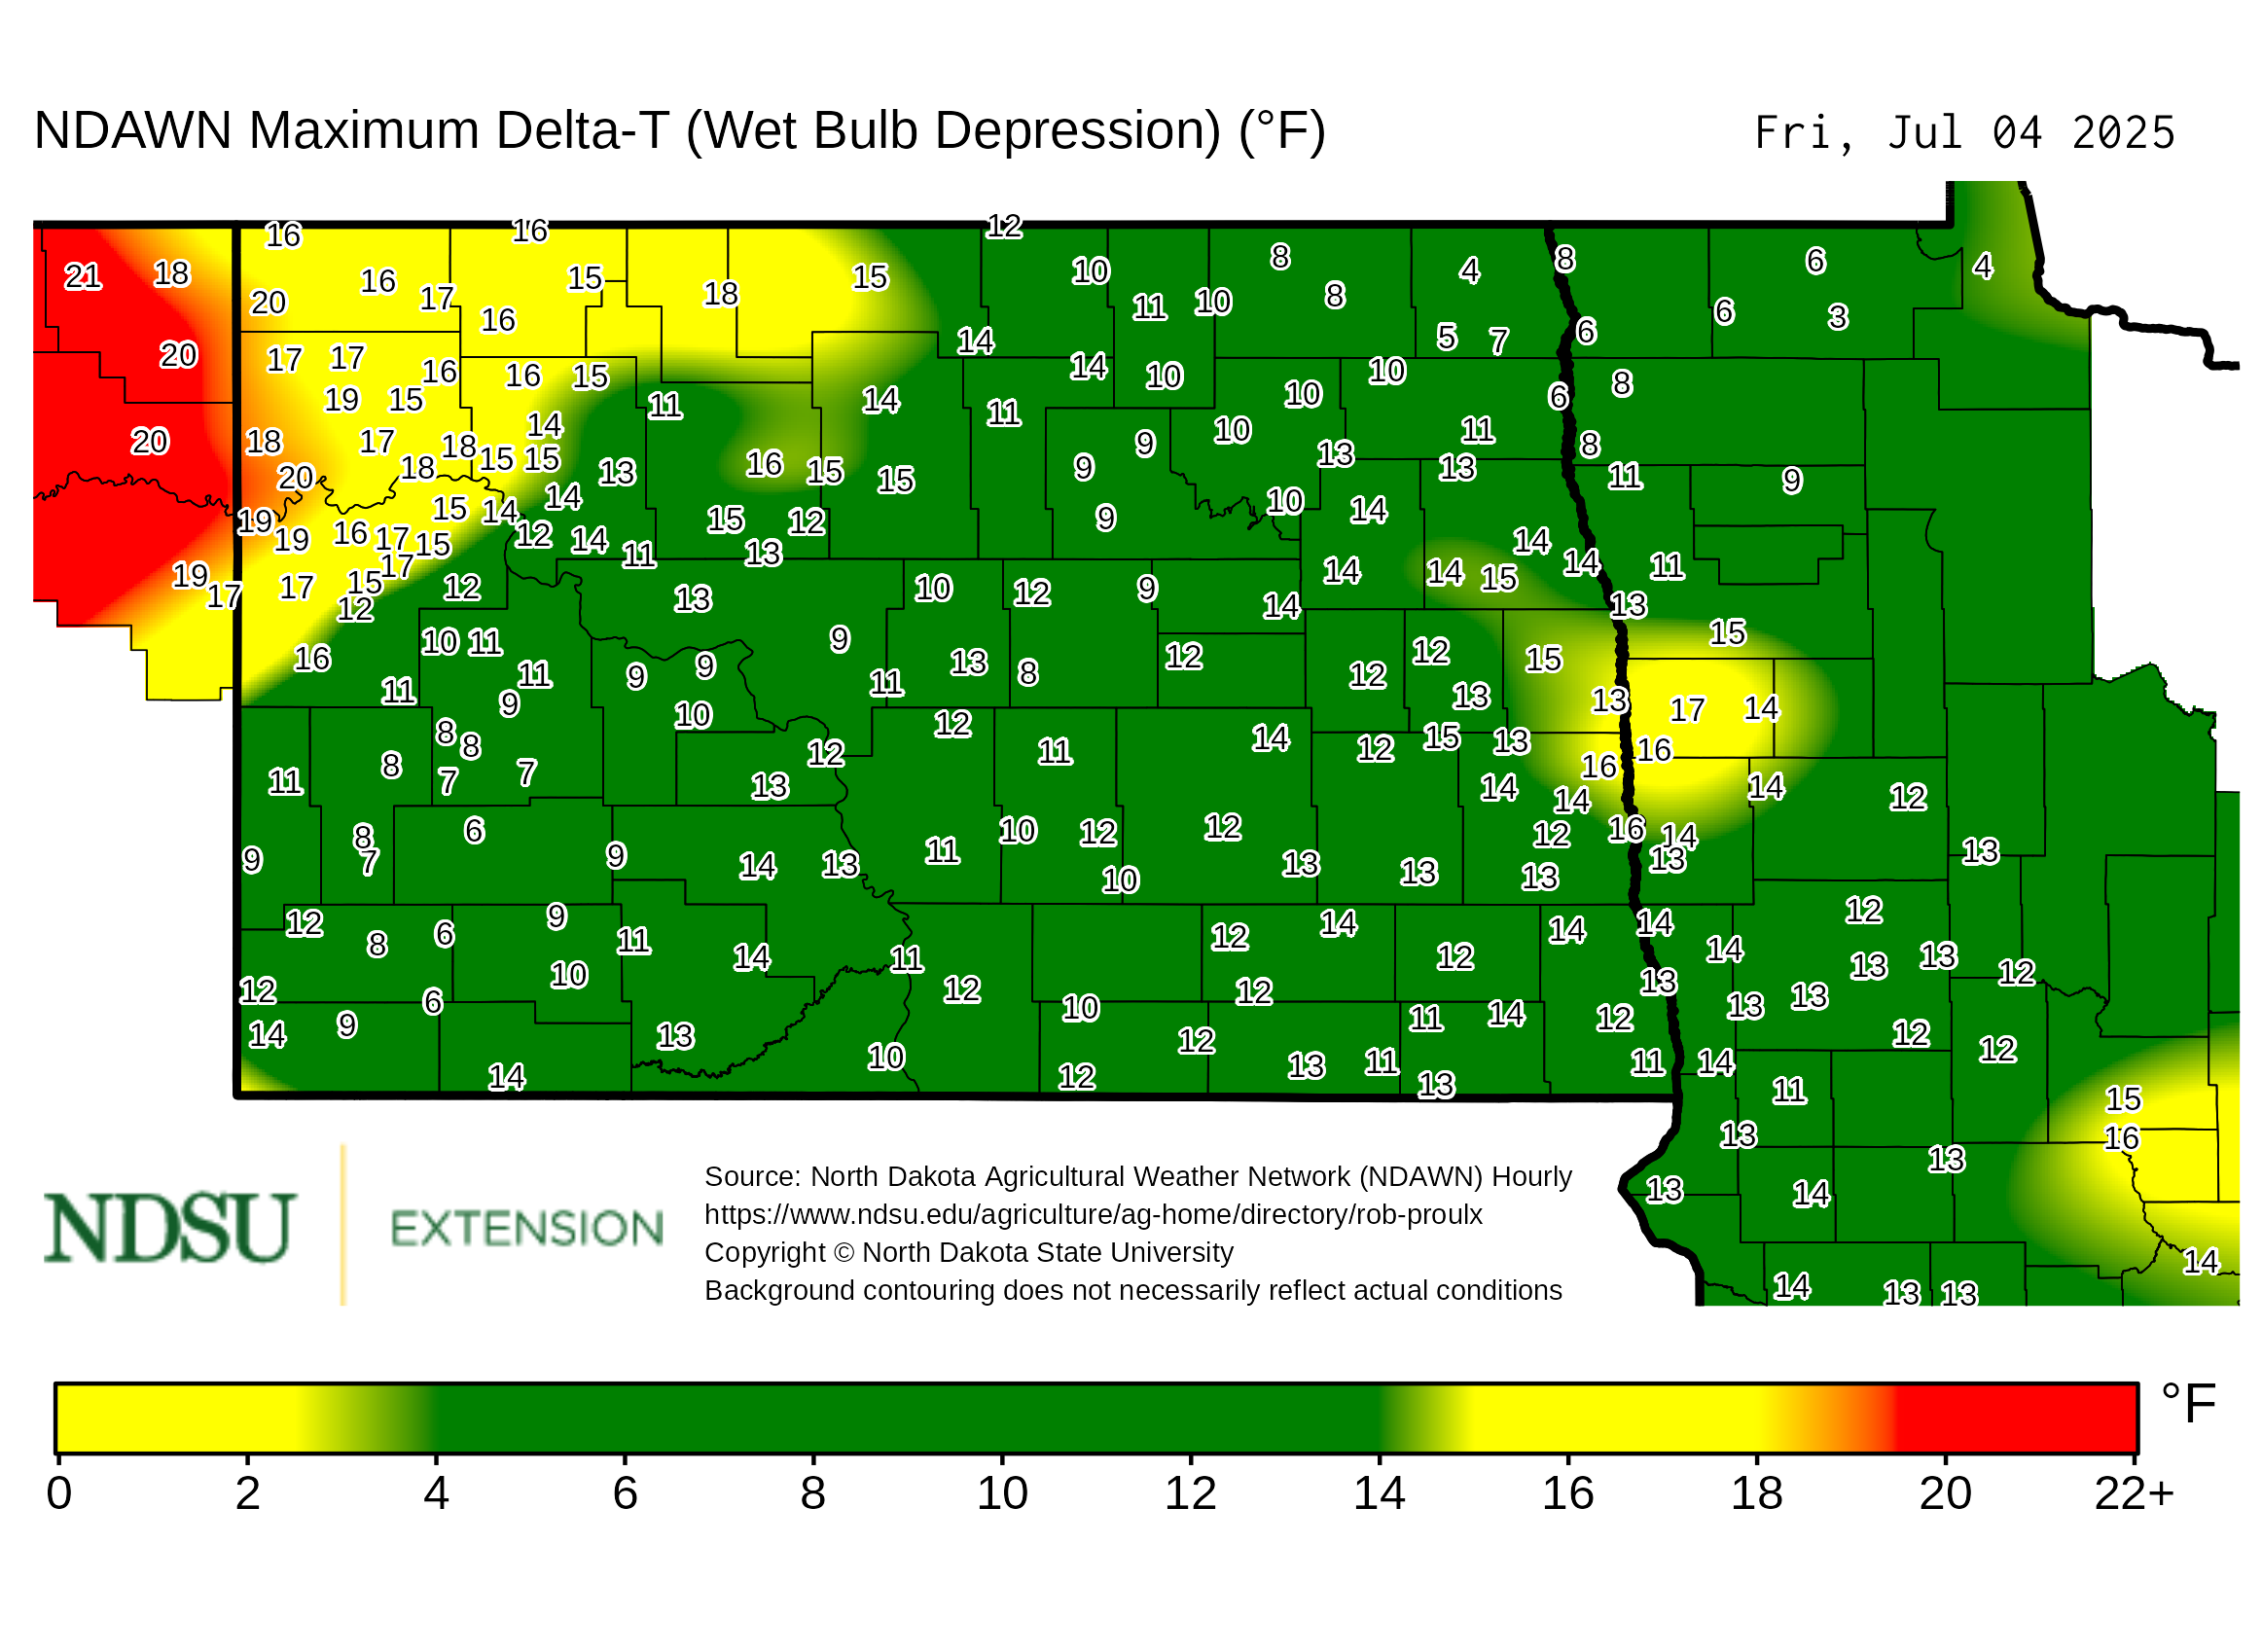 NDAWN Maximum Delta-T (Wet Bulb Depression) (°F)
Fri, Jul 04 2025
16 16 12
21 18 16 15 18 15 10 8 4 8 6 4
20 17 16 11 10 8 6 3
20 17 17 16 16 15 14 14 10 5 7 6
19 15 11 14 11 10 10 10 6 8
20 18 17 18 14 15 15 13 16 15 15 9 9 10 13 11 13 8 11 9
20 18 15 14 14 15 12 9 10 14
19 19 16 17 15 12 14 11 13 14 14 15 14 14 11
19 17 17 15 17 12 12 13 10 12 9 14 13
16 10 11 11 9 9 9 13 8 12 12 12 15 15
11 9 10 11 12 14 13 13 17 14
8 8 8 7 7 12 13 11 12 15 13 16 16
11 14 14 14 12
9 8 7 6 9 14 13 11 10 12 12 12 16 14 13 13
10 13 13 13
12 8 6 9 11 14 11 12 14 14 14 14 12
12 10 12 12 12 13 13 13 12
14 9 6 13 10 10 12 11 14 12 13 13 12 12
14 12 13 11 13 11 14 11 15
13 13 16
13 14 14
14 13 13
NDSU
EXTENSION
Source: North Dakota Agricultural Weather Network (NDAWN) Hourly
https://www.ndsu.edu/agriculture/ag-home/directory/rob-proulx
Copyright © North Dakota State University
Background contouring does not necessarily reflect actual conditions
°F
0 2 4 6 8 10 12 14 16 18 20 22+